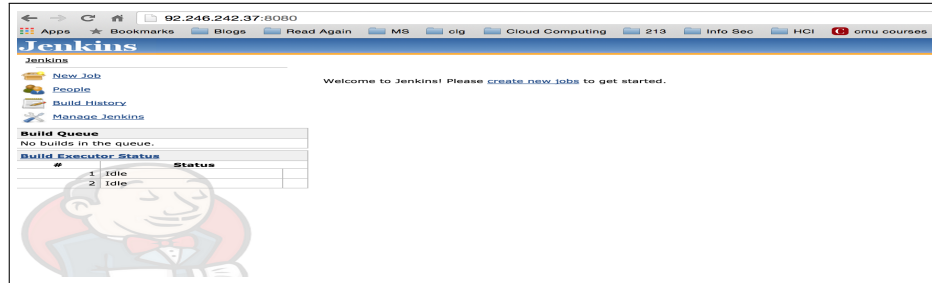 92.246.242.37:8080
Apps Bookmarks Blogs Read Again MS clg Cloud Computing 213 Info Sec HCI cmu courses
Jenkins
Jenkins
New Job
People
Build History
Manage Jenkins
Welcome to Jenkins! Please create new jobs to get started.
Build Queue
No builds in the queue.
Build Executor Status
# Status
1 Idle
2 Idle